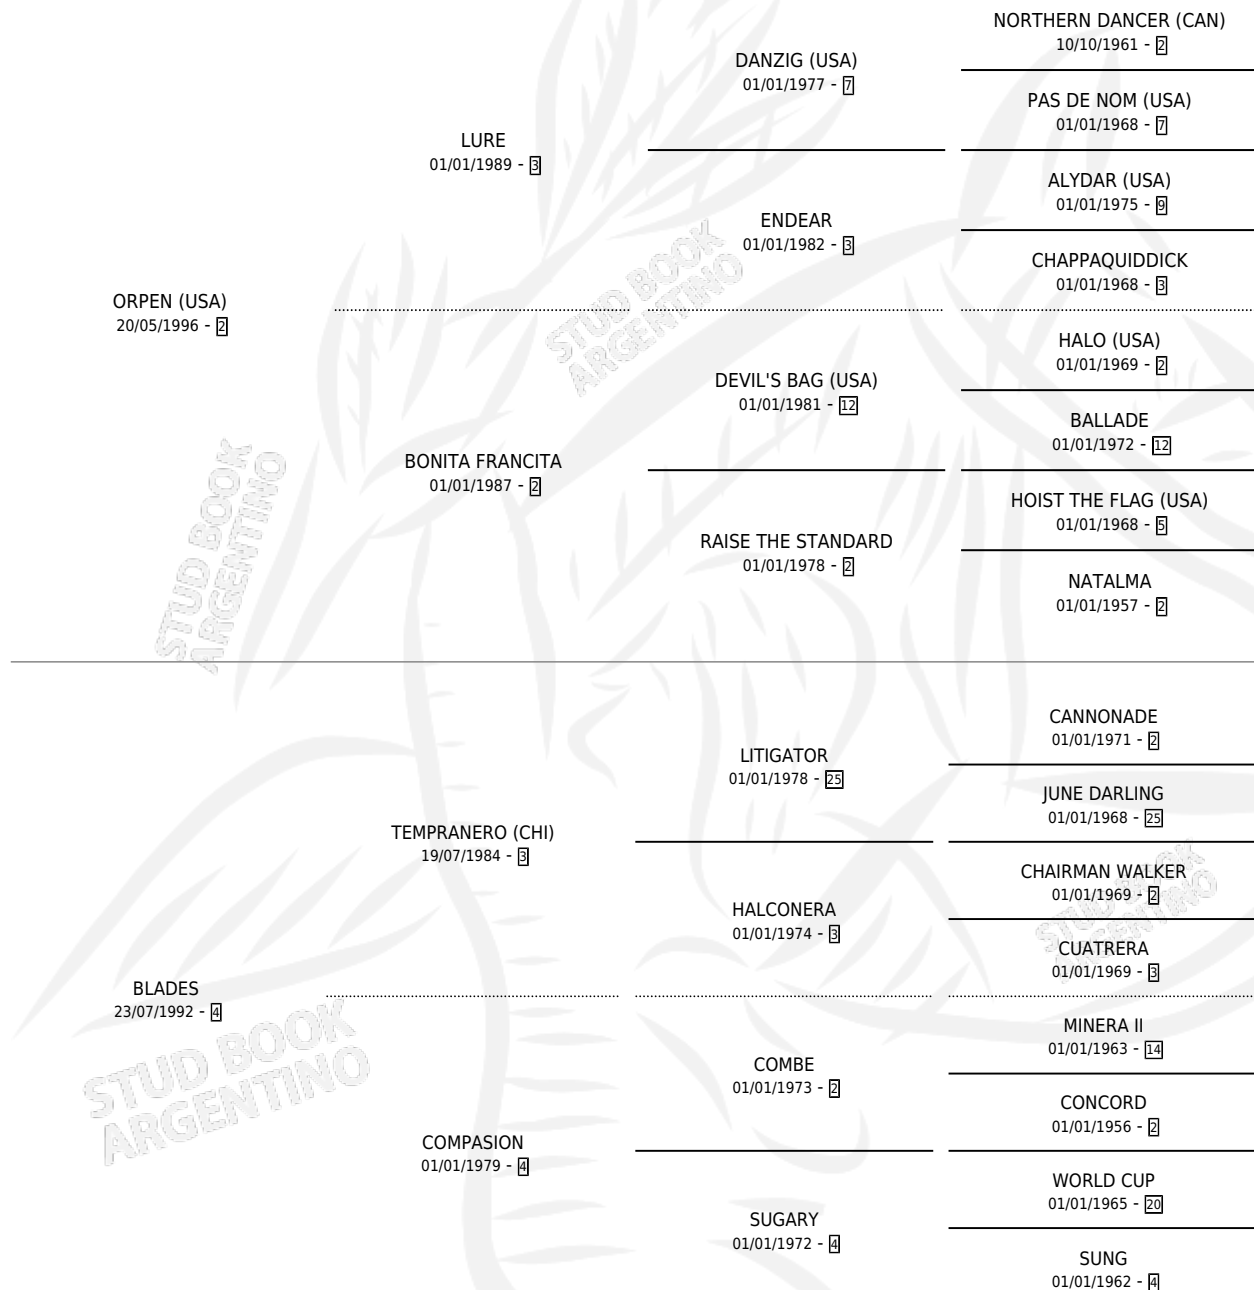 NORTHERN DANCER (CAN)
10/10/1961 - 2
DANZIG (USA)
01/01/1977 - 7
PAS DE NOM (USA)
01/01/1968 - 7
LURE
01/01/1989 - 3
ALYDAR (USA)
01/01/1975 - 9
ENDEAR
01/01/1982 - 3
CHAPPAQUIDDICK
01/01/1968 - 3
ORPEN (USA)
20/05/1996 - 2
HALO (USA)
01/01/1969 - 2
DEVIL'S BAG (USA)
01/01/1981 - 12
BALLADE
01/01/1972 - 12
BONITA FRANCITA
01/01/1987 - 2
HOIST THE FLAG (USA)
01/01/1968 - 5
RAISE THE STANDARD
01/01/1978 - 2
NATALMA
01/01/1957 - 2
CANNONADE
01/01/1971 - 2
LITIGATOR
01/01/1978 - 25
JUNE DARLING
01/01/1968 - 25
TEMPRANERO (CHI)
19/07/1984 - 3
CHAIRMAN WALKER
01/01/1969 - 2
HALCONERA
01/01/1974 - 3
CUATRERA
01/01/1969 - 3
BLADES
23/07/1992 - 4
MINERA II
01/01/1963 - 14
COMBE
01/01/1973 - 2
CONCORD
01/01/1956 - 2
COMPASION
01/01/1979 - 4
WORLD CUP
01/01/1965 - 20
SUGARY
01/01/1972 - 4
SUNG
01/01/1962 - 4
STUD BOOK
ARGENTINO
STUD BOOK
ARGENTINO
STUD BOOK
ARGENTINO
STUD BOOK
ARGENTINO